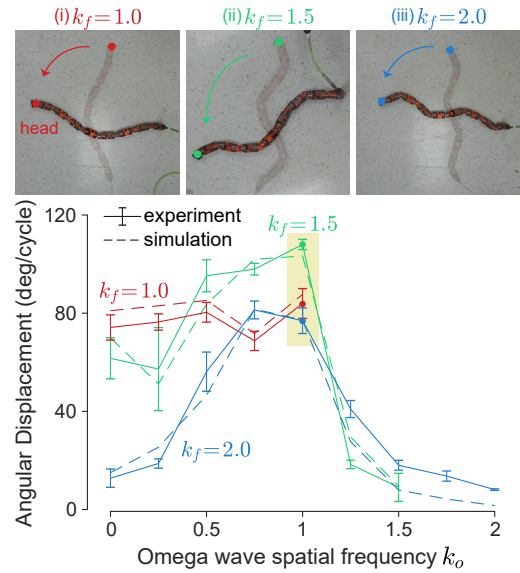 (i) k_f = 1.0
(ii) k_f = 1.5
(iii) k_f = 2.0
head
120
80
40
0
Angular Displacement (deg/cycle)
experiment
simulation
k_f = 1.5
k_f = 1.0
k_f = 2.0
0
0.5
1
1.5
2
Omega wave spatial frequency k_o